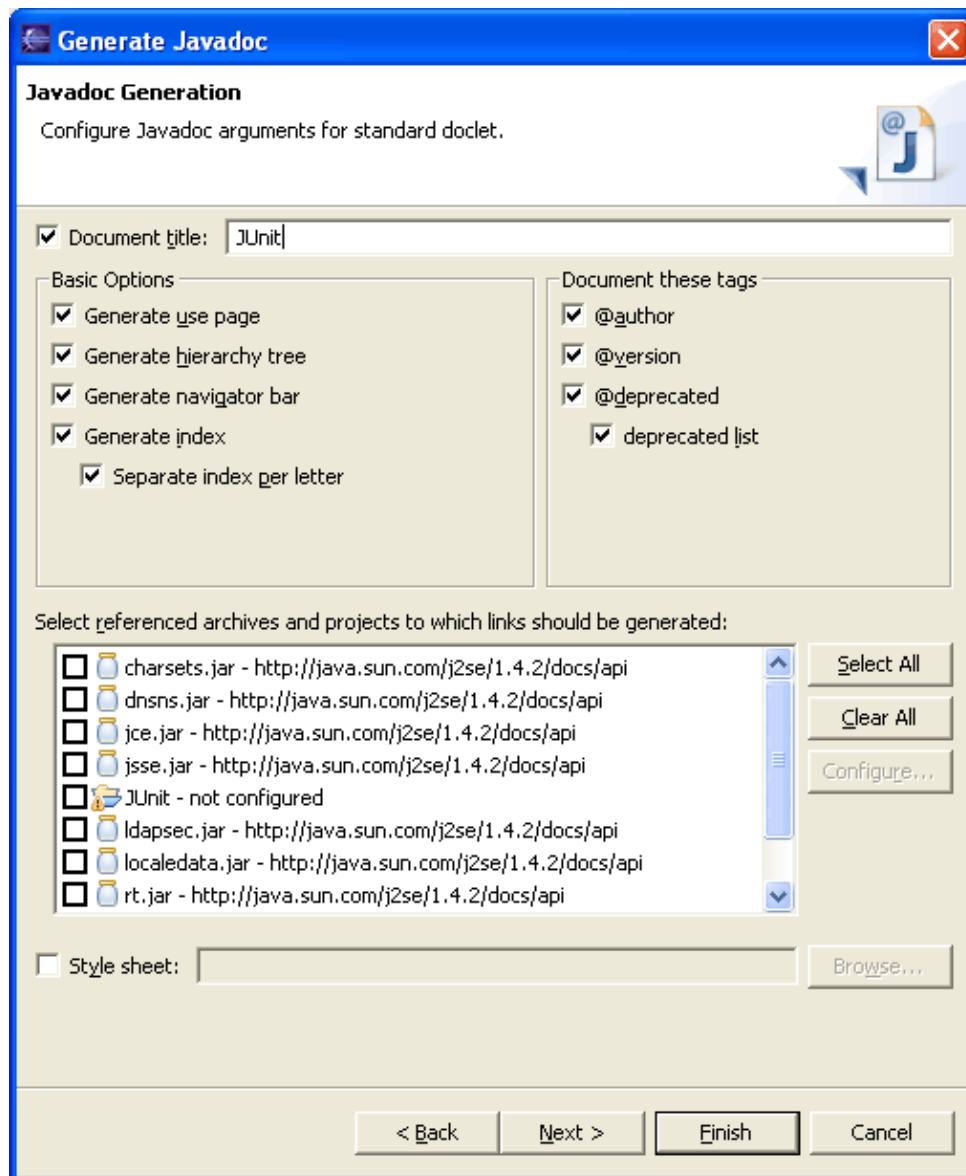 Generate Javadoc
Javadoc Generation
Configure Javadoc arguments for standard doclet.
@
J
Document title: JUnit
Basic Options
Generate use page
Generate hierarchy tree
Generate navigator bar
Generate index
Separate index per letter
Document these tags
@author
@version
@deprecated
deprecated list
Select referenced archives and projects to which links should be generated:
charsets.jar - http://java.sun.com/j2se/1.4.2/docs/api
dnsns.jar - http://java.sun.com/j2se/1.4.2/docs/api
jce.jar - http://java.sun.com/j2se/1.4.2/docs/api
jsse.jar - http://java.sun.com/j2se/1.4.2/docs/api
JUnit - not configured
ldapsec.jar - http://java.sun.com/j2se/1.4.2/docs/api
localedata.jar - http://java.sun.com/j2se/1.4.2/docs/api
rt.jar - http://java.sun.com/j2se/1.4.2/docs/api
Select All
Clear All
Configure...
Style sheet:
Browse...
< Back
Next >
Finish
Cancel